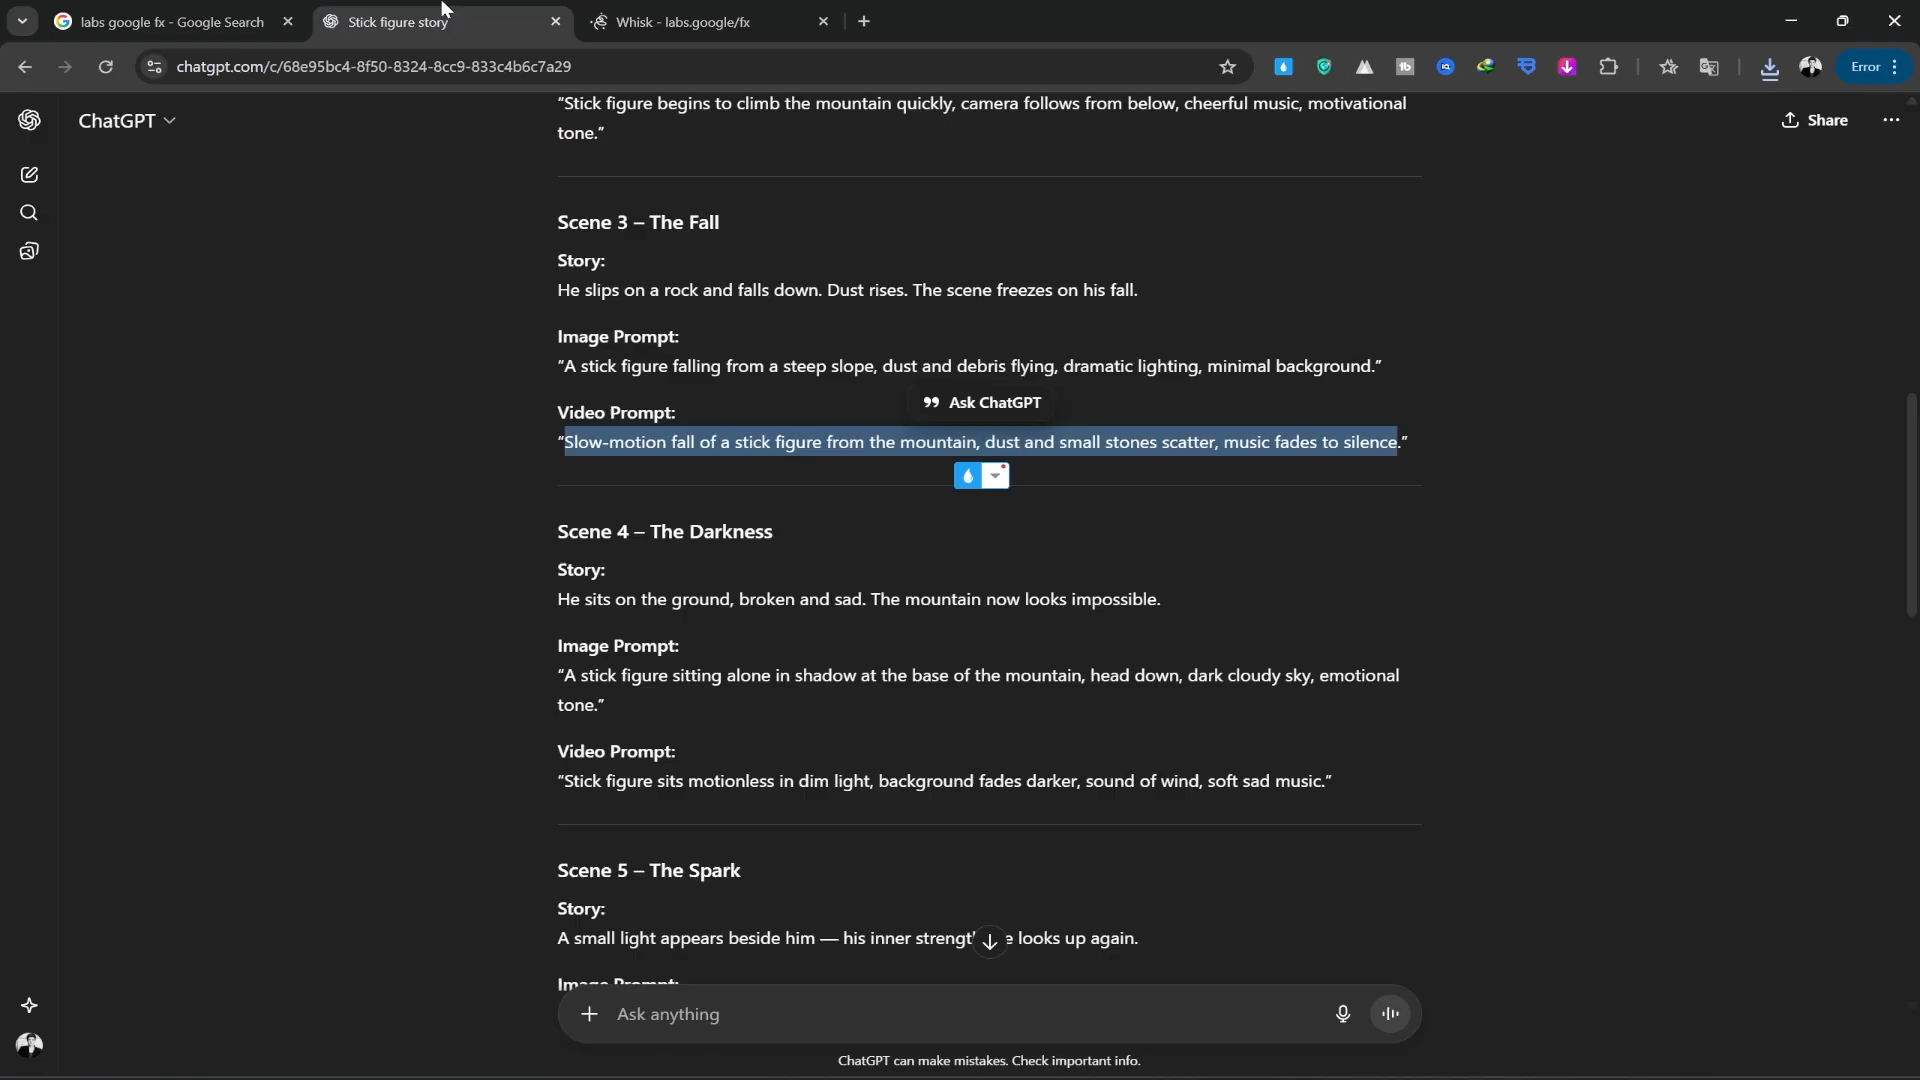 labs google fx - Google Search
Stick figure story
Whisk - labs.google/fx
chatgpt.com/c/68e95bc4-8f50-8324-8cc9-833c4b6c7a29
Error
ChatGPT
Share
“Stick figure begins to climb the mountain quickly, camera follows from below, cheerful music, motivational
tone.”
Scene 3 – The Fall
Story:
He slips on a rock and falls down. Dust rises. The scene freezes on his fall.
Image Prompt:
“A stick figure falling from a steep slope, dust and debris flying, dramatic lighting, minimal background.”
Ask ChatGPT
Video Prompt:
“Slow-motion fall of a stick figure from the mountain, dust and small stones scatter, music fades to silence.”
Scene 4 – The Darkness
Story:
He sits on the ground, broken and sad. The mountain now looks impossible.
Image Prompt:
“A stick figure sitting alone in shadow at the base of the mountain, head down, dark cloudy sky, emotional
tone.”
Video Prompt:
“Stick figure sits motionless in dim light, background fades darker, sound of wind, soft sad music.”
Scene 5 – The Spark
Story:
A small light appears beside him — his inner looks up again.
Image Prompt:
Ask anything
ChatGPT can make mistakes. Check important info.